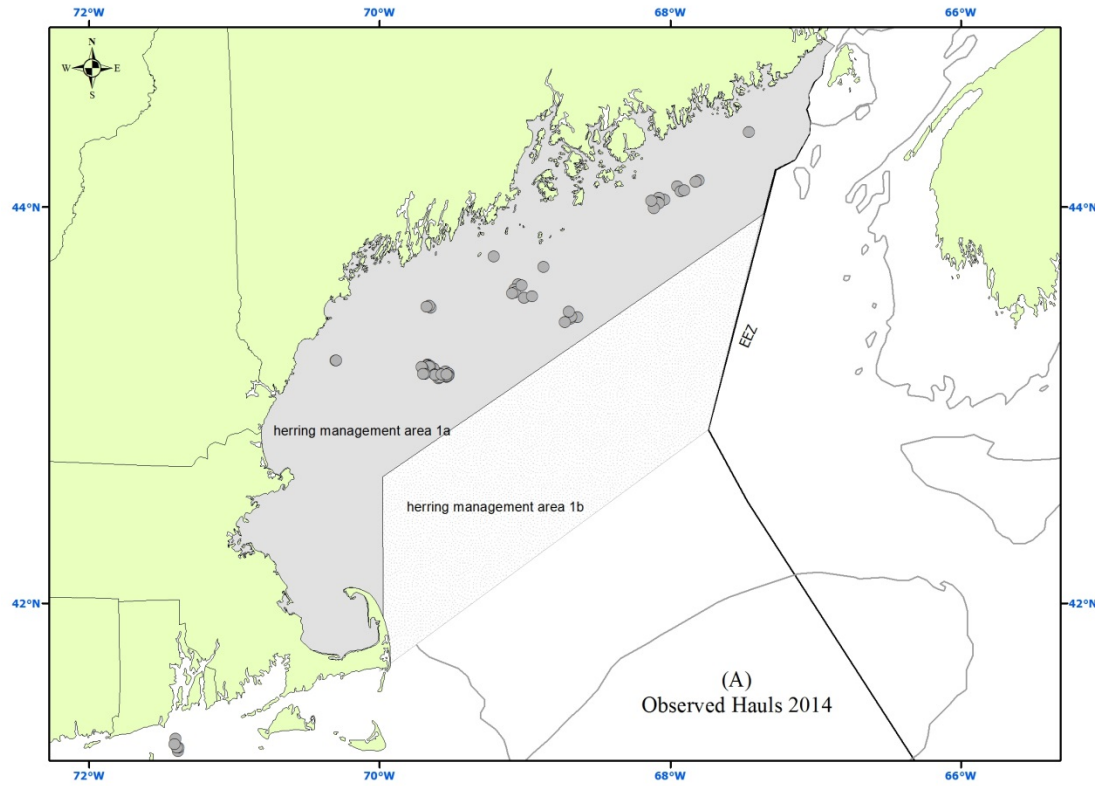 72°W 70°W 68°W 66°W
N
W E
S
44°N 44°N
EEZ
herring management area 1a
herring management area 1b
42°N 42°N
(A)
Observed Hauls 2014
72°W 70°W 68°W 66°W